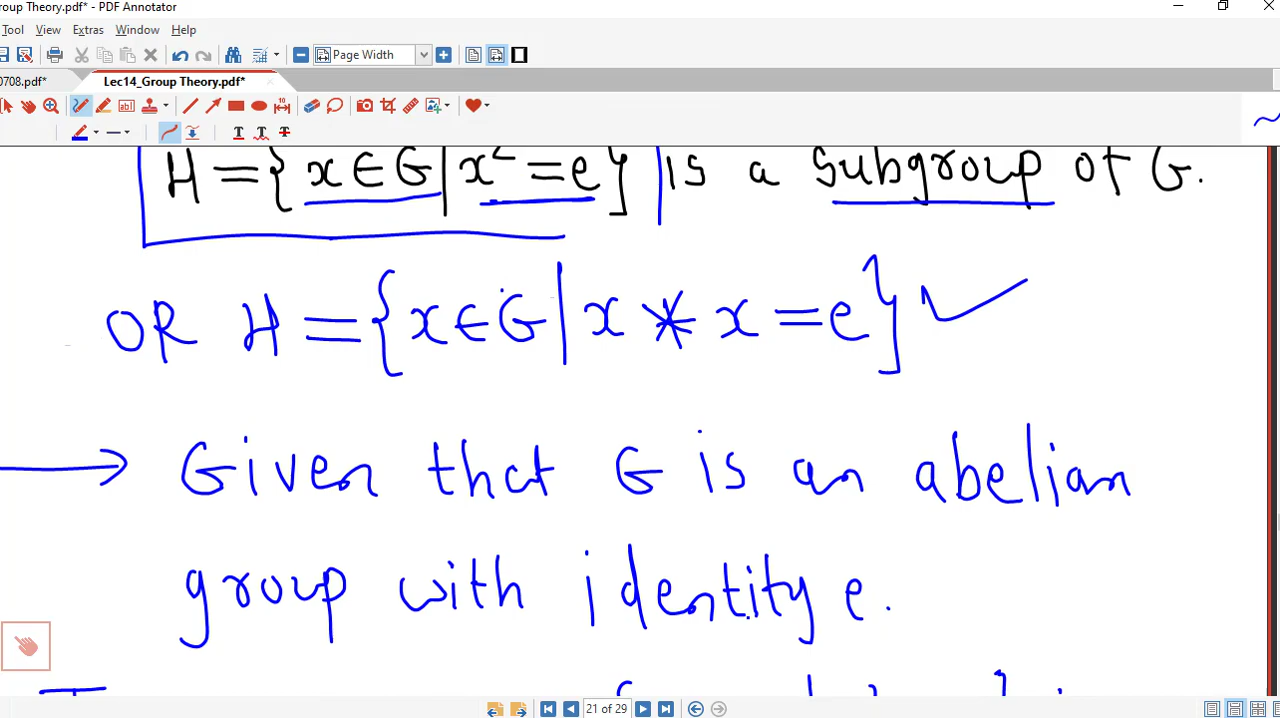 roup Theory.pdf* - PDF Annotator
Tool View Extras Window Help
Page Width
0708.pdf* Lec14_Group Theory.pdf*
H = {x ∈ G | x² = e} is a subgroup of G.
OR H = {x ∈ G | x * x = e} ✓
→ Given that G is an abelian
group with identity e.
21 of 29